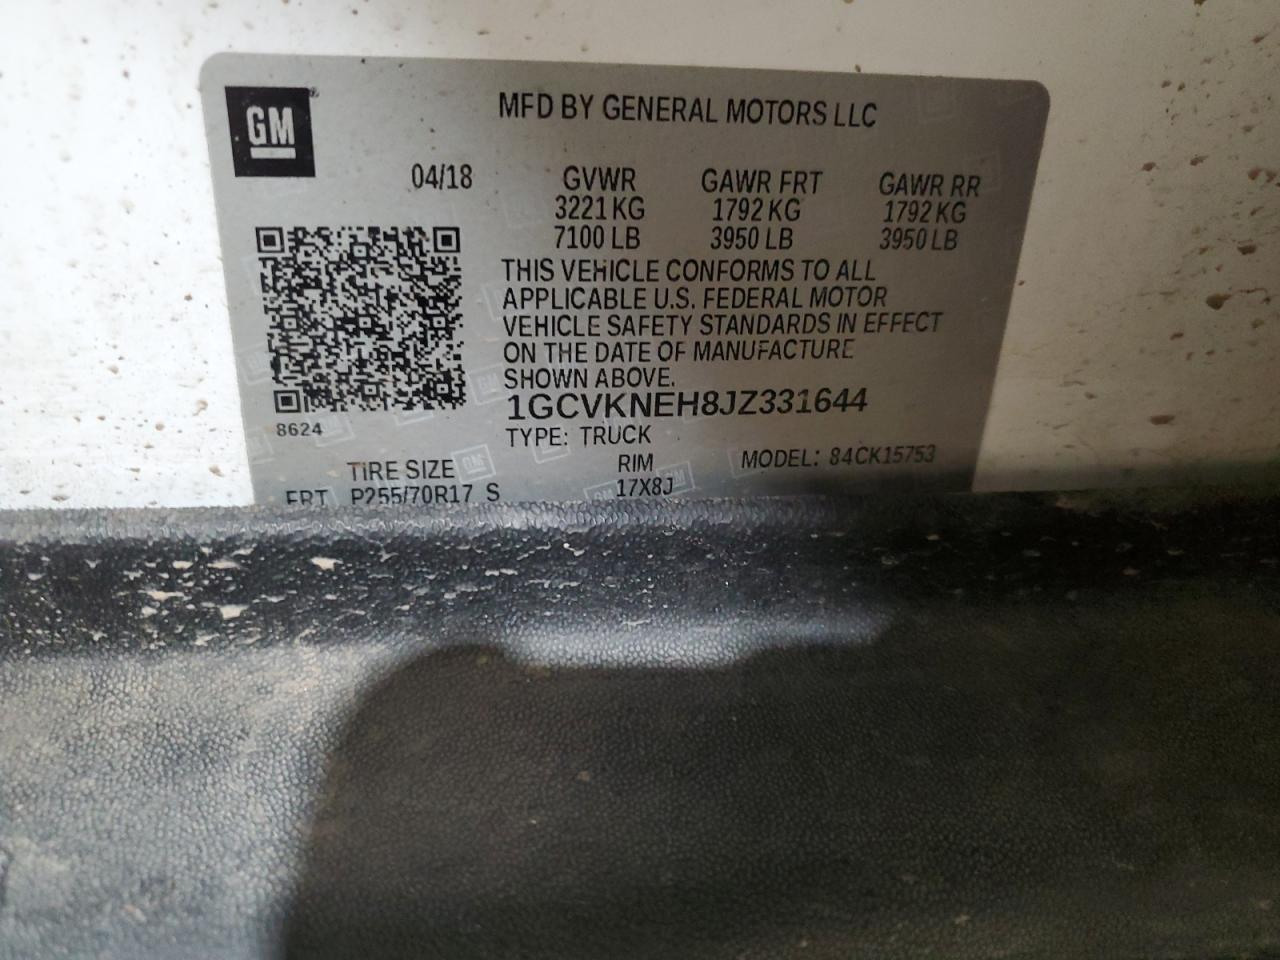 GM
MFD BY GENERAL MOTORS LLC
04/18 GVWR GAWR FRT GAWR RR
3221 KG 1792 KG 1792 KG
7100 LB 3950 LB 3950 LB
THIS VEHICLE CONFORMS TO ALL
APPLICABLE U.S. FEDERAL MOTOR
VEHICLE SAFETY STANDARDS IN EFFECT
ON THE DATE OF MANUFACTURE
SHOWN ABOVE.
1GCVKNEH8JZ331644
8624
TYPE: TRUCK
TIRE SIZE RIM MODEL: 84CK15753
FRT P255/70R17 S 17X8J